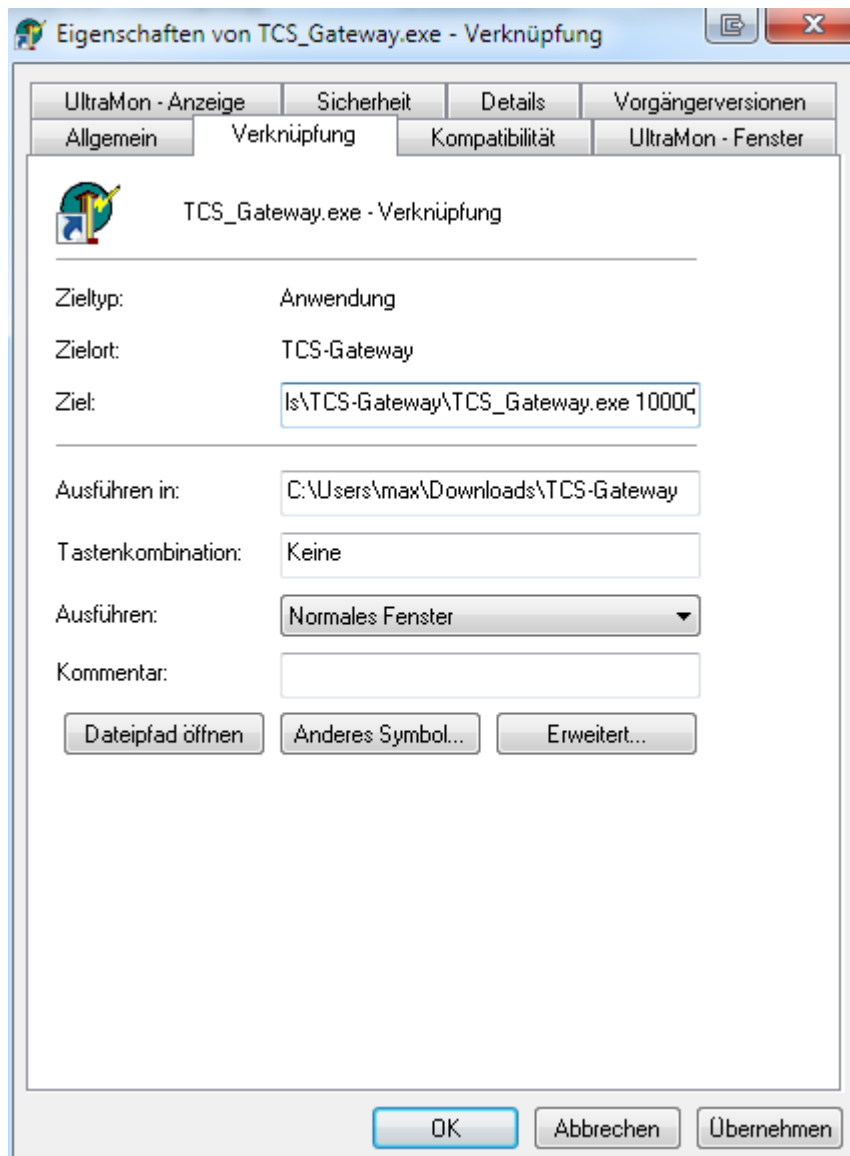 Eigenschaften von TCS_Gateway.exe - Verknüpfung
UltraMon - Anzeige Sicherheit Details Vorgängerversionen
Allgemein Verknüpfung Kompatibilität UltraMon - Fenster
TCS_Gateway.exe - Verknüpfung
Zieltyp: Anwendung
Zielort: TCS-Gateway
Ziel: ls\TCS-Gateway\TCS_Gateway.exe 10000
Ausführen in: C:\Users\max\Downloads\TCS-Gateway
Tastenkombination: Keine
Ausführen: Normales Fenster
Kommentar:
Dateipfad öffnen Anderes Symbol... Erweitert...
OK Abbrechen Übernehmen